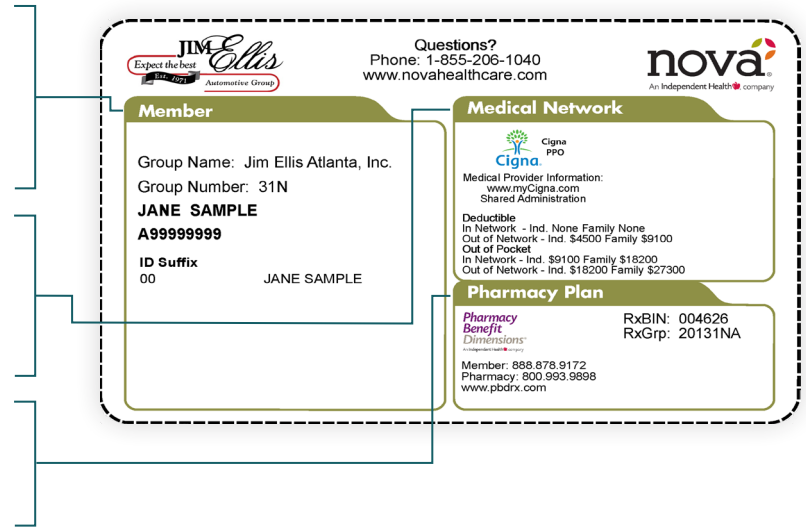 JIM Ellis
Expect the best
Est. 1971
Automotive Group
Questions?
Phone: 1-855-206-1040
www.novahealthcare.com
nova®
An Independent Health company
Member
Group Name: Jim Ellis Atlanta, Inc.
Group Number: 31N
JANE SAMPLE
A99999999
ID Suffix
00 JANE SAMPLE
Medical Network
Cigna.
Cigna
PPO
Medical Provider Information:
www.myCigna.com
Shared Administration
Deductible
In Network - Ind. None Family None
Out of Network - Ind. $4500 Family $9100
Out of Pocket
In Network - Ind. $9100 Family $18200
Out of Network - Ind. $18200 Family $27300
Pharmacy Plan
Pharmacy
Benefit
Dimensions
An Independent Health company
RxBIN: 004626
RxGrp: 20131NA
Member: 888.878.9172
Pharmacy: 800.993.9898
www.pbdrx.com